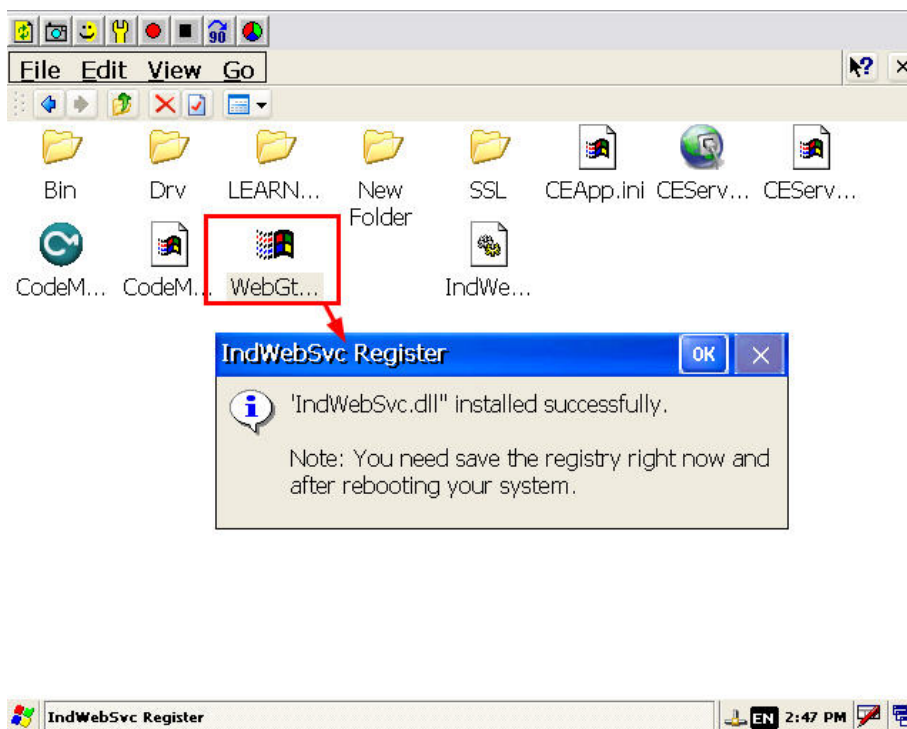 90
File Edit View Go
Bin Drv LEARN... New Folder SSL CEApp.ini CEServ... CEServ...
CodeM... CodeM... WebGt... IndWe...
IndWebSvc Register OK
'IndWebSvc.dll" installed successfully.
Note: You need save the registry right now and
after rebooting your system.
IndWebSvc Register EN 2:47 PM